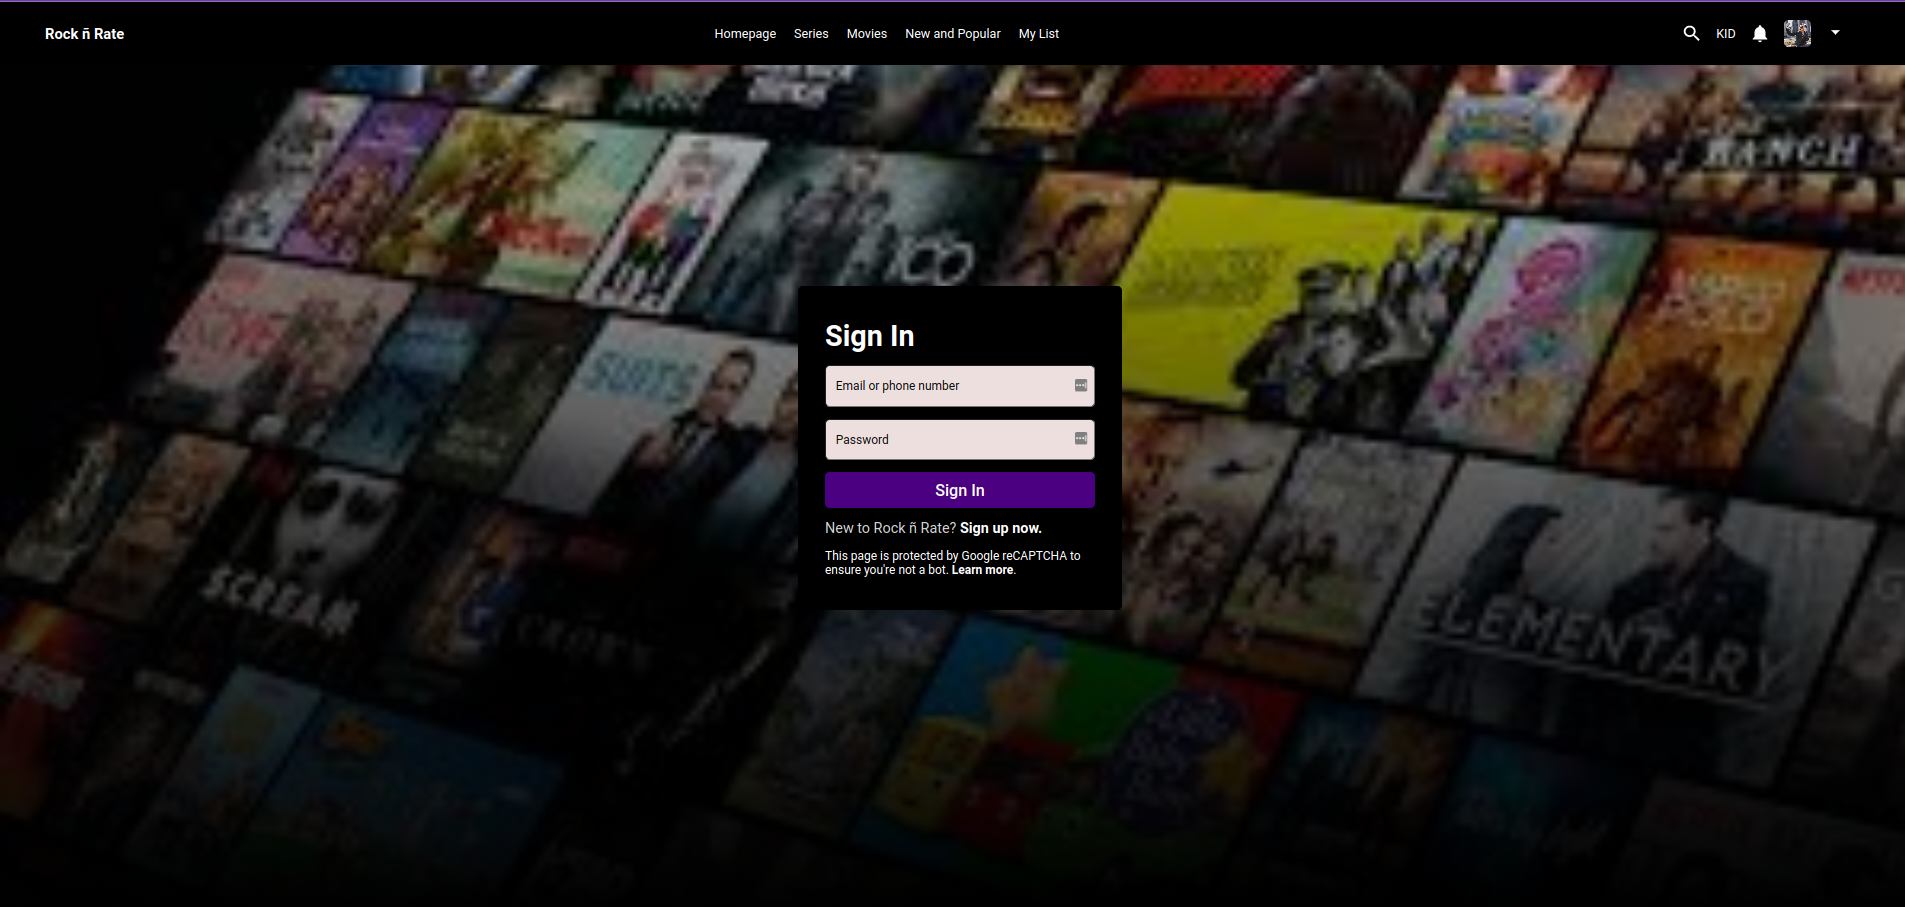 Rock ñ Rate
Homepage Series Movies New and Popular My List
KID
RANCH
100
SUITS
Sign In
Email or phone number
Password
Sign In
New to Rock ñ Rate? Sign up now.
This page is protected by Google reCAPTCHA to
ensure you're not a bot. Learn more.
SCREAM
ELEMENTARY